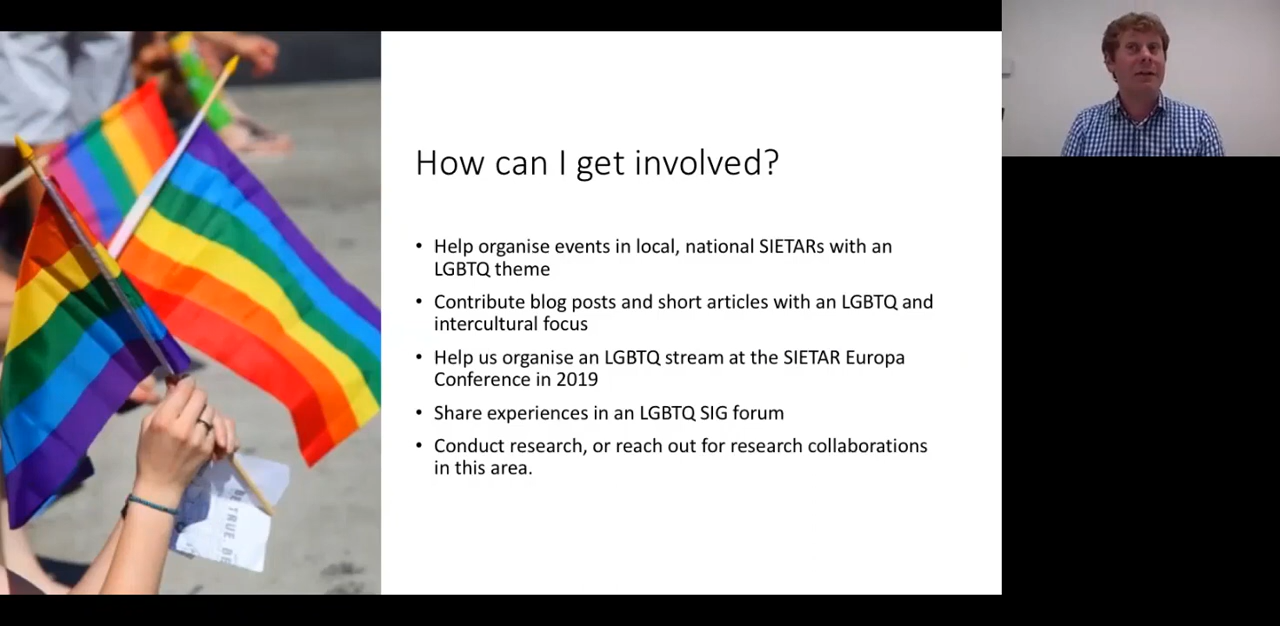 How can I get involved?
• Help organise events in local, national SIETARs with an
LGBTQ theme
• Contribute blog posts and short articles with an LGBTQ and
intercultural focus
• Help us organise an LGBTQ stream at the SIETAR Europa
Conference in 2019
• Share experiences in an LGBTQ SIG forum
• Conduct research, or reach out for research collaborations
in this area.
BE TRUE. BE